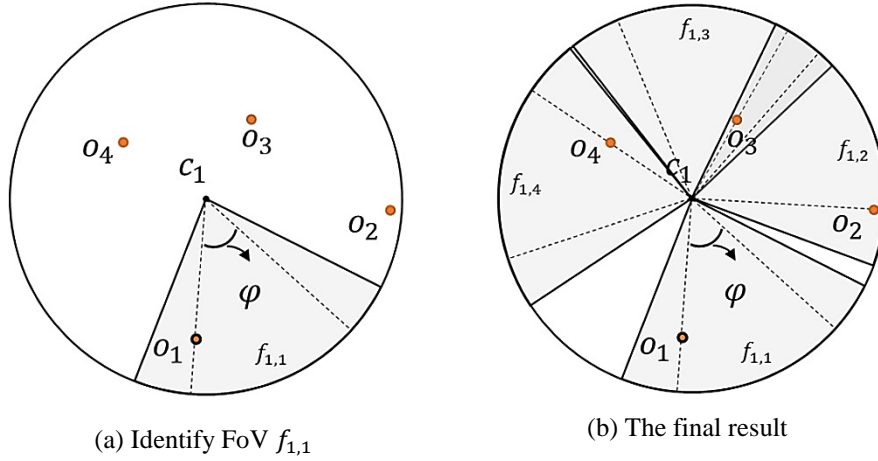 o₄
o₃
c₁
o₂
φ
o₁
f₁,₁
(a) Identify FoV f₁,₁
f₁,₃
o₄
o₃
c₁
f₁,₂
f₁,₄
o₂
φ
o₁
f₁,₁
(b) The final result